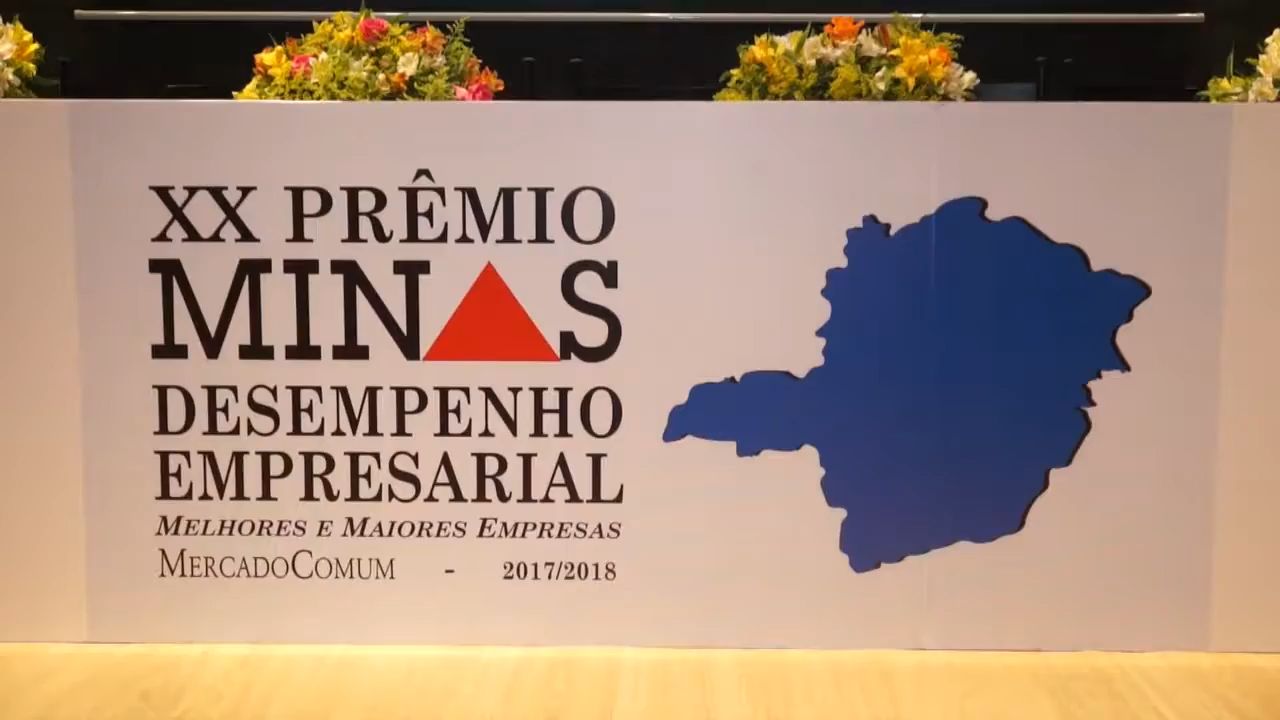 XX PRÊMIO
MINAS
DESEMPENHO
EMPRESARIAL
MELHORES E MAIORES EMPRESAS
MERCADOCOMUM - 2017/2018